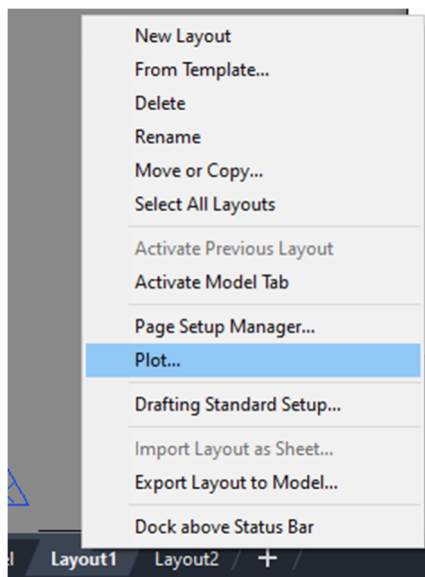 New Layout
From Template...
Delete
Rename
Move or Copy...
Select All Layouts
Activate Previous Layout
Activate Model Tab
Page Setup Manager...
Plot...
Drafting Standard Setup...
Import Layout as Sheet...
Export Layout to Model...
Dock above Status Bar
Layout1 Layout2 +